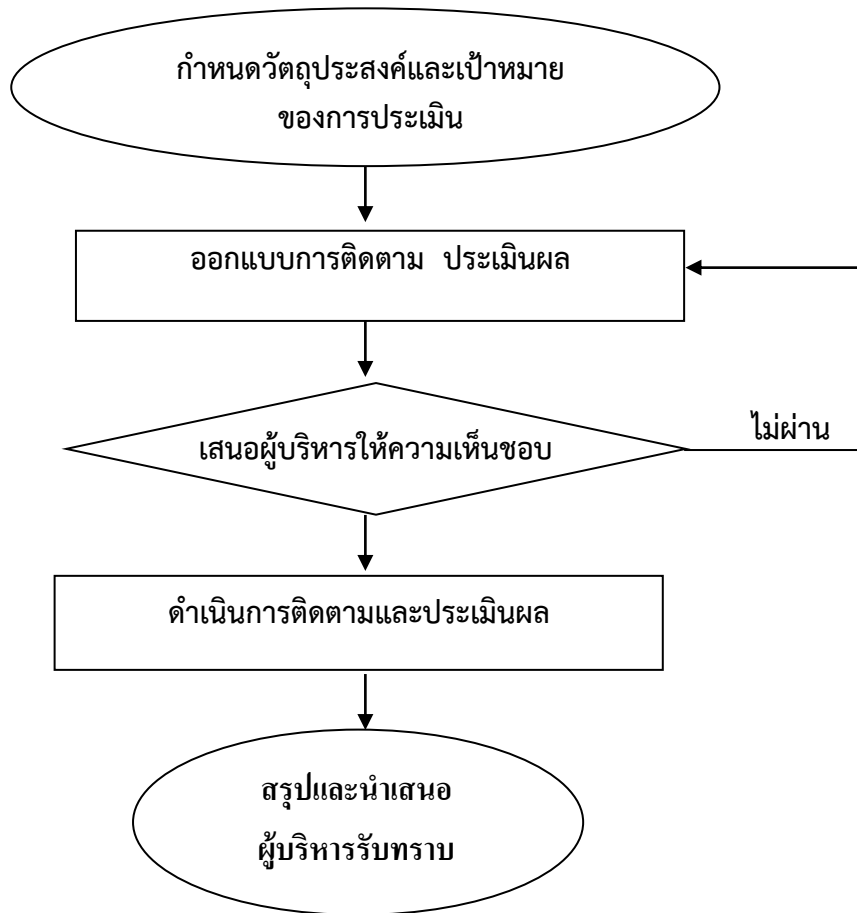 กำหนดวัตถุประสงค์และเป้าหมาย
ของการประเมิน
ออกแบบการติดตาม ประเมินผล
เสนอผู้บริหารให้ความเห็นชอบ
ไม่ผ่าน
ดำเนินการติดตามและประเมินผล
สรุปและนำเสนอ
ผู้บริหารรับทราบ